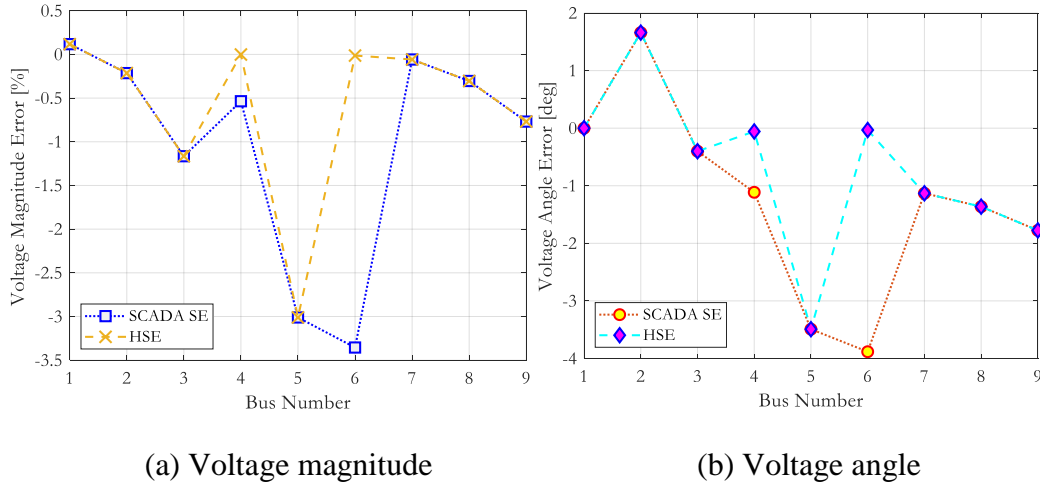 0.5
0
-0.5
-1
-1.5
-2
-2.5
-3
-3.5
Voltage Magnitude Error [%]
SCADA SE
HSE
1 2 3 4 5 6 7 8 9
Bus Number
(a) Voltage magnitude
2
1
0
-1
-2
-3
-4
Voltage Angle Error [deg]
SCADA SE
HSE
1 2 3 4 5 6 7 8 9
Bus Number
(b) Voltage angle